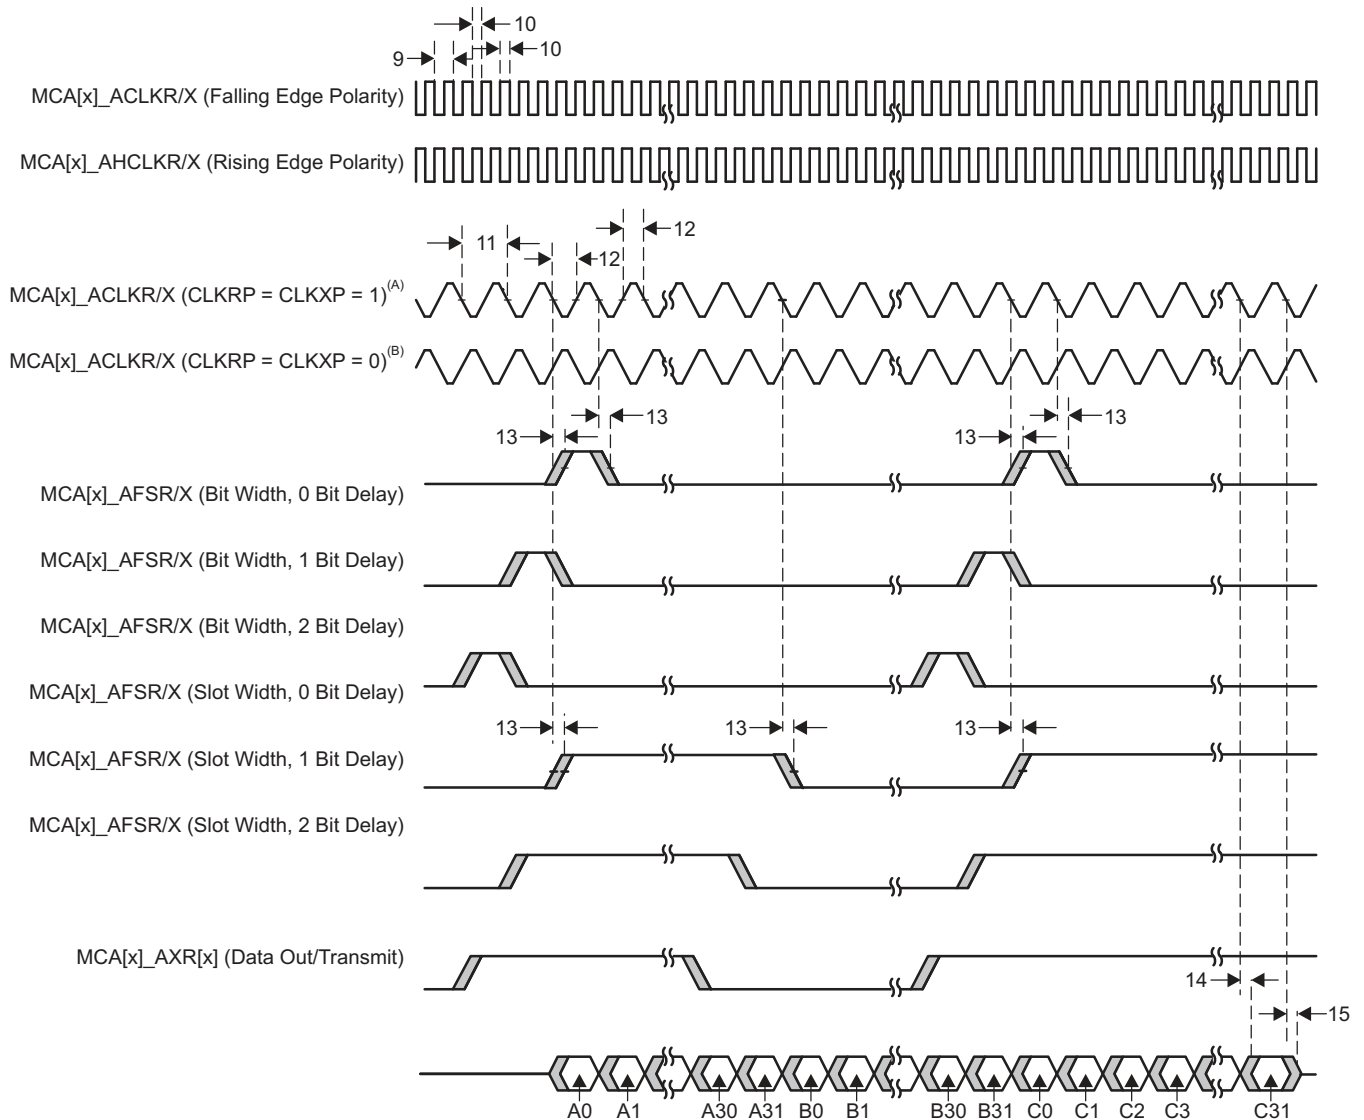 10
9
10
MCA[x]_ACLKR/X (Falling Edge Polarity)
MCA[x]_AHCLKR/X (Rising Edge Polarity)
12
11
12
MCA[x]_ACLKR/X (CLKRP = CLKXP = 1)(A)
MCA[x]_ACLKR/X (CLKRP = CLKXP = 0)(B)
13 13
13 13
MCA[x]_AFSR/X (Bit Width, 0 Bit Delay)
MCA[x]_AFSR/X (Bit Width, 1 Bit Delay)
MCA[x]_AFSR/X (Bit Width, 2 Bit Delay)
MCA[x]_AFSR/X (Slot Width, 0 Bit Delay)
13 13 13
MCA[x]_AFSR/X (Slot Width, 1 Bit Delay)
MCA[x]_AFSR/X (Slot Width, 2 Bit Delay)
MCA[x]_AXR[x] (Data Out/Transmit)
14
15
A0 A1 A30 A31 B0 B1 B30 B31 C0 C1 C2 C3 C31